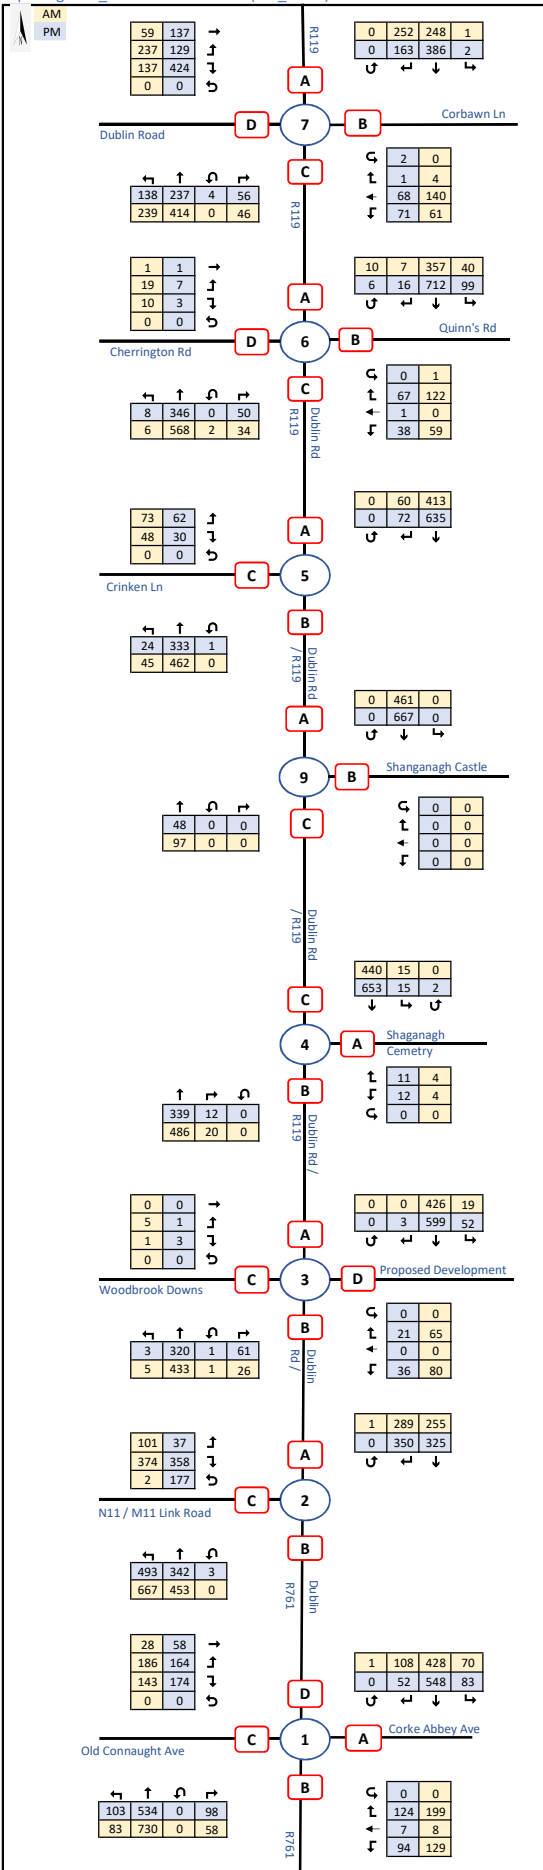 AM
PM
R119
59 137 →
237 129 ↱
137 424 ↴
0 0 ⮌
0 252 248 1
0 163 386 2
A
Dublin Road
D
7
B
Corbawn Ln
C
R119
138 237 4 56
239 414 0 46
2 0
1 4
68 140
71 61
1 1
19 7
10 3
0 0
10 7 357 40
6 16 712 99
A
Cherrington Rd
D
6
B
Quinn's Rd
C
Dublin Rd
R119
8 346 0 50
6 568 2 34
0 1
67 122
1 0
38 59
73 62
48 30
0 0
0 60 413
0 72 635
A
Crinken Ln
C
5
B
Dublin Rd
/ R119
24 333 1
45 462 0
0 461 0
0 667 0
A
9
B
Shanganagh Castle
C
48 0 0
97 0 0
0 0
0 0
0 0
0 0
Dublin Rd
/ R119
440 15 0
653 15 2
C
4
A
Shaganagh
Cemetry
B
Dublin Rd /
R119
339 12 0
486 20 0
11 4
12 4
0 0
0 0
5 1
1 3
0 0
0 0 426 19
0 3 599 52
A
Woodbrook Downs
C
3
D
Proposed Development
B
Dublin
Rd /
3 320 1 61
5 433 1 26
0 0
21 65
0 0
36 80
101 37
374 358
2 177
1 289 255
0 350 325
A
N11 / M11 Link Road
C
2
B
Dublin
R761
493 342 3
667 453 0
28 58
186 164
143 174
0 0
1 108 428 70
0 52 548 83
D
Old Connaught Ave
C
1
A
Corke Abbey Ave
B
R761
103 534 0 98
83 730 0 58
0 0
124 199
7 8
94 129